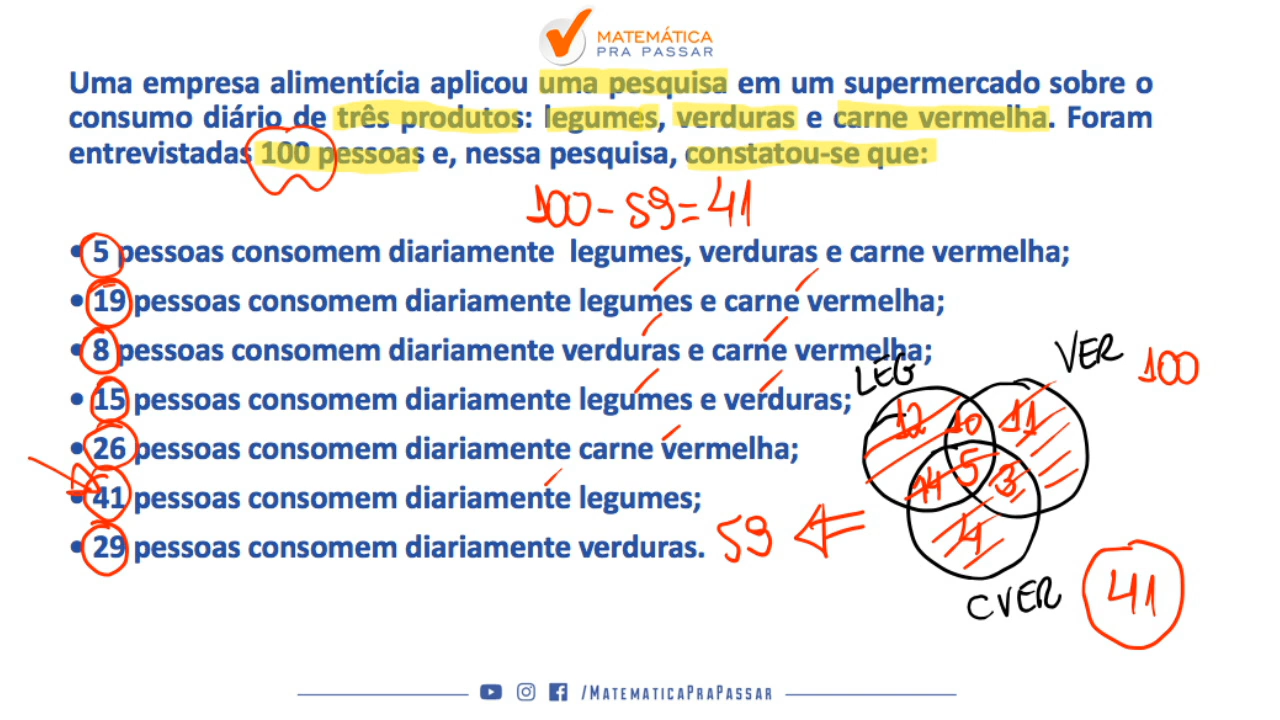 MATEMÁTICA
PRA PASSAR
Uma empresa alimentícia aplicou uma pesquisa em um supermercado sobre o
consumo diário de três produtos: legumes, verduras e carne vermelha. Foram
entrevistadas 100 pessoas e, nessa pesquisa, constatou-se que:
100 - 59 = 41
• 5 pessoas consomem diariamente legumes, verduras e carne vermelha;
• 19 pessoas consomem diariamente legumes e carne vermelha;
• 8 pessoas consomem diariamente verduras e carne vermelha;
• 15 pessoas consomem diariamente legumes e verduras;
• 26 pessoas consomem diariamente carne vermelha;
• 41 pessoas consomem diariamente legumes;
• 29 pessoas consomem diariamente verduras.
59
LEG
VER
100
12 10 11
14 5 3
4
CVER
41
/MATEMATICAPRAPASSAR